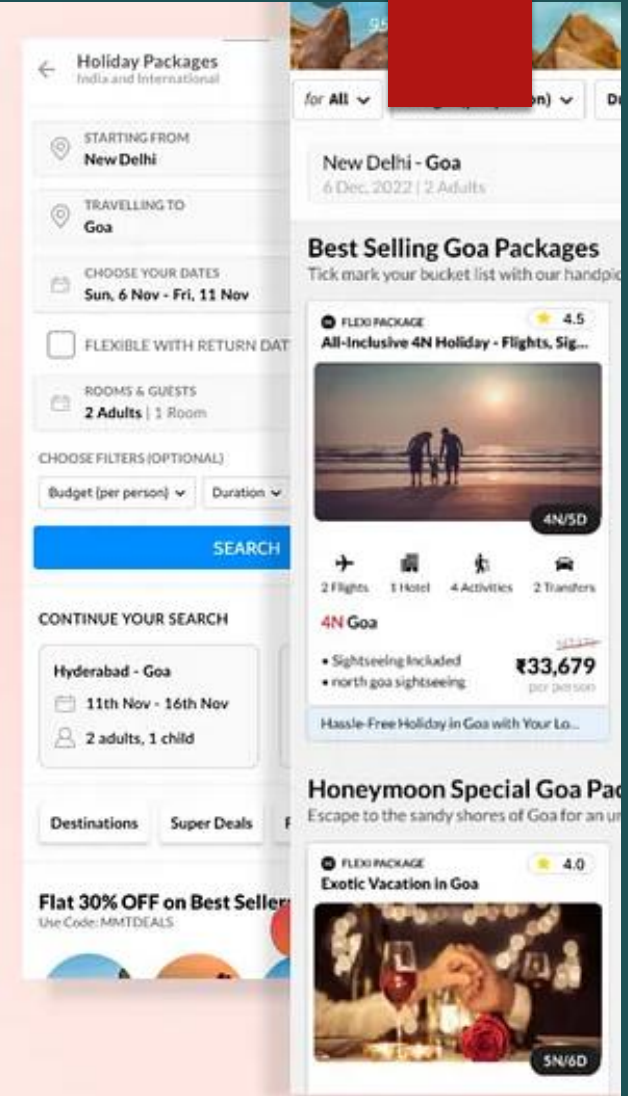 Holiday Packages
India and International
STARTING FROM
New Delhi
TRAVELLING TO
Goa
CHOOSE YOUR DATES
Sun, 6 Nov - Fri, 11 Nov
FLEXIBLE WITH RETURN DAT
ROOMS & GUESTS
2 Adults | 1 Room
CHOOSE FILTERS (OPTIONAL)
Budget (per person)
Duration
SEARCH
CONTINUE YOUR SEARCH
Hyderabad - Goa
11th Nov - 16th Nov
2 adults, 1 child
Destinations
Super Deals
Flat 30% OFF on Best Seller
Use Code: MMTDEALS
for All
on)
New Delhi - Goa
6 Dec, 2022 | 2 Adults
Best Selling Goa Packages
Tick mark your bucket list with our handpic
FLEXI PACKAGE
4.5
All-Inclusive 4N Holiday - Flights, Sig...
4N/5D
2 Flights
1 Hotel
4 Activities
2 Transfers
4N Goa
• Sightseeing Included
• north goa sightseeing
₹33,679
per person
Hassle-Free Holiday in Goa with Your Lo...
Honeymoon Special Goa Pac
Escape to the sandy shores of Goa for an un
FLEXI PACKAGE
4.0
Exotic Vacation in Goa
5N/6D